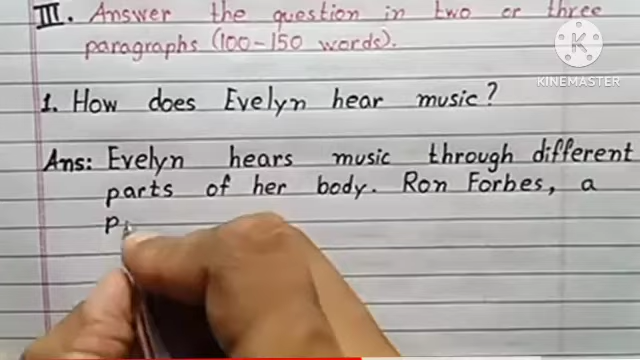 III. Answer the question in two or three
paragraphs (100-150 words).
1. How does Evelyn hear music?
Ans: Evelyn hears music through different
parts of her body. Ron Forbes, a
K
KINEMASTER